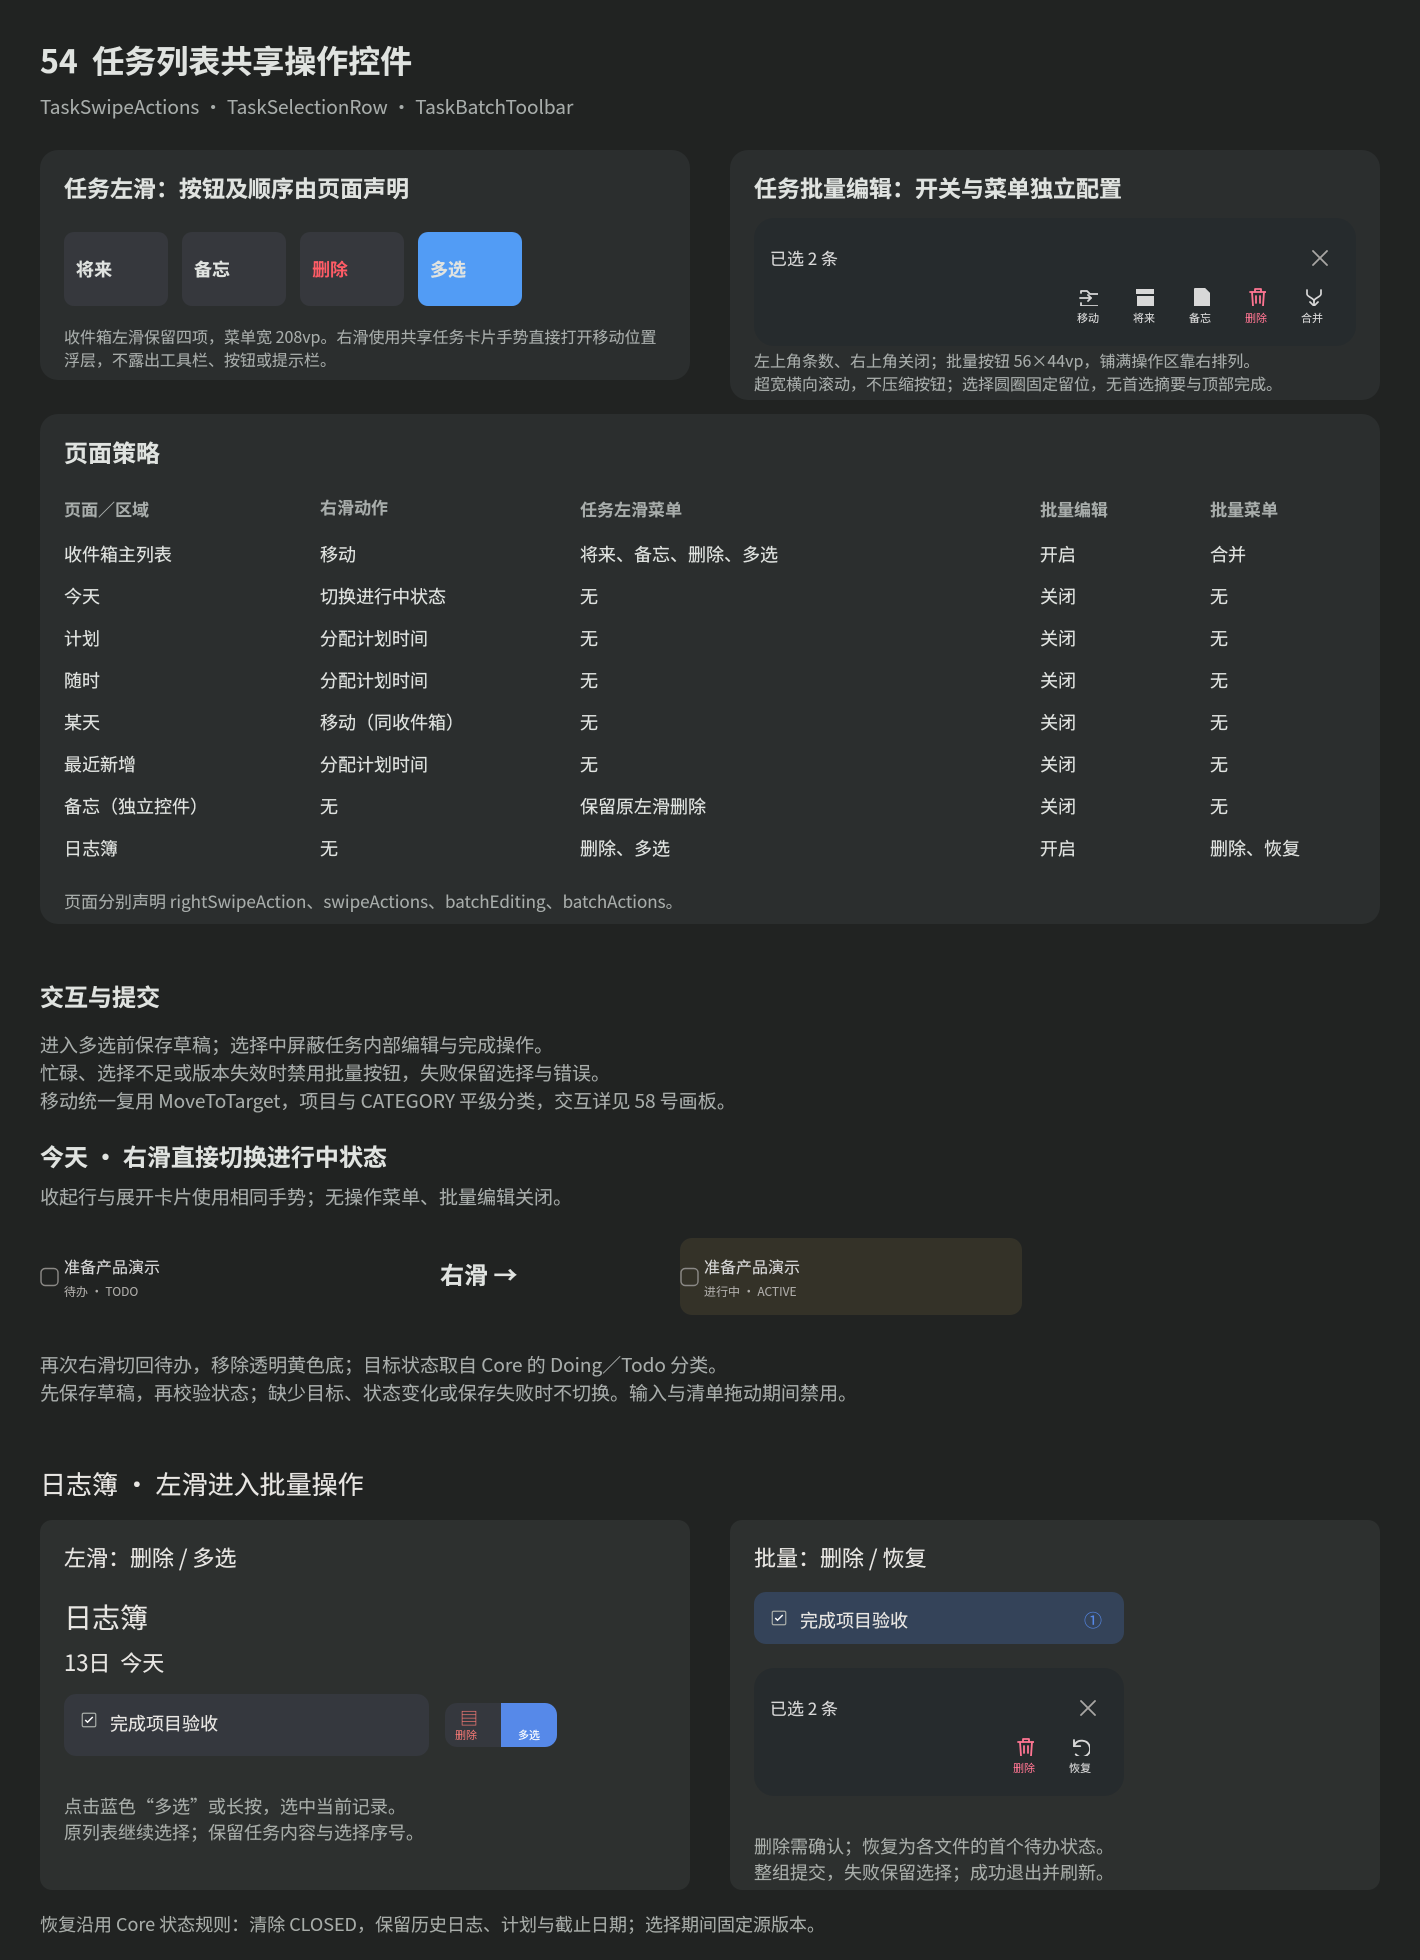 54 任务列表共享操作控件
TaskSwipeActions · TaskSelectionRow · TaskBatchToolbar
任务左滑：按钮及顺序由页面声明
将来 备忘 删除 多选
收件箱左滑保留四项，菜单宽 208vp。右滑使用共享任务卡片手势直接打开移动位置
浮层，不露出工具栏、按钮或提示栏。
任务批量编辑：开关与菜单独立配置
已选 2 条
移动 将来 备忘 删除 合并
左上角条数、右上角关闭；批量按钮 56×44vp，铺满操作区靠右排列。
超宽横向滚动，不压缩按钮；选择圆圈固定留位，无首选摘要与顶部完成。
页面策略
页面／区域 右滑动作 任务左滑菜单 批量编辑 批量菜单
收件箱主列表 移动 将来、备忘、删除、多选 开启 合并
今天 切换进行中状态 无 关闭 无
计划 分配计划时间 无 关闭 无
随时 分配计划时间 无 关闭 无
某天 移动（同收件箱） 无 关闭 无
最近新增 分配计划时间 无 关闭 无
备忘（独立控件） 无 保留原左滑删除 关闭 无
日志簿 无 删除、多选 开启 删除、恢复
页面分别声明 rightSwipeAction、swipeActions、batchEditing、batchActions。
交互与提交
进入多选前保存草稿；选择中屏蔽任务内部编辑与完成操作。
忙碌、选择不足或版本失效时禁用批量按钮，失败保留选择与错误。
移动统一复用 MoveToTarget，项目与 CATEGORY 平级分类，交互详见 58 号画板。
今天 · 右滑直接切换进行中状态
收起行与展开卡片使用相同手势；无操作菜单、批量编辑关闭。
准备产品演示
待办 · TODO
右滑 →
准备产品演示
进行中 · ACTIVE
再次右滑切回待办，移除透明黄色底；目标状态取自 Core 的 Doing／Todo 分类。
先保存草稿，再校验状态；缺少目标、状态变化或保存失败时不切换。输入与清单拖动期间禁用。
日志簿 · 左滑进入批量操作
左滑：删除 / 多选
日志簿
13日 今天
完成项目验收
删除 多选
点击蓝色“多选”或长按，选中当前记录。
原列表继续选择；保留任务内容与选择序号。
批量：删除 / 恢复
完成项目验收 ①
已选 2 条
删除 恢复
删除需确认；恢复为各文件的首个待办状态。
整组提交，失败保留选择；成功退出并刷新。
恢复沿用 Core 状态规则：清除 CLOSED，保留历史日志、计划与截止日期；选择期间固定源版本。